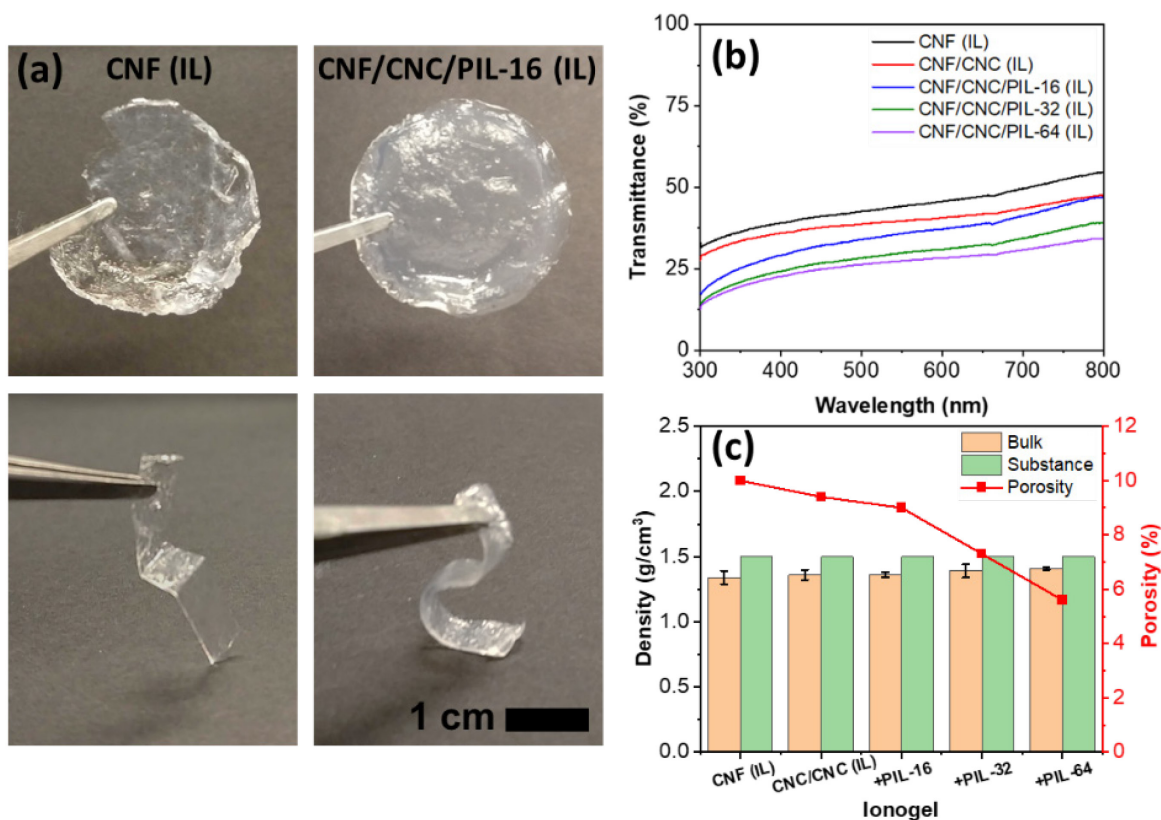 (a)
CNF (IL)
CNF/CNC/PIL-16 (IL)
1 cm
(b)
CNF (IL)
CNF/CNC (IL)
CNF/CNC/PIL-16 (IL)
CNF/CNC/PIL-32 (IL)
CNF/CNC/PIL-64 (IL)
Transmittance (%)
100
75
50
25
0
300 400 500 600 700 800
Wavelength (nm)
(c)
Bulk
Substance
Porosity
Density (g/cm³)
2.5
2.0
1.5
1.0
0.5
0.0
Porosity (%)
12
10
8
6
4
2
0
CNF (IL) CNC/CNC (IL) +PIL-16 +PIL-32 +PIL-64
Ionogel